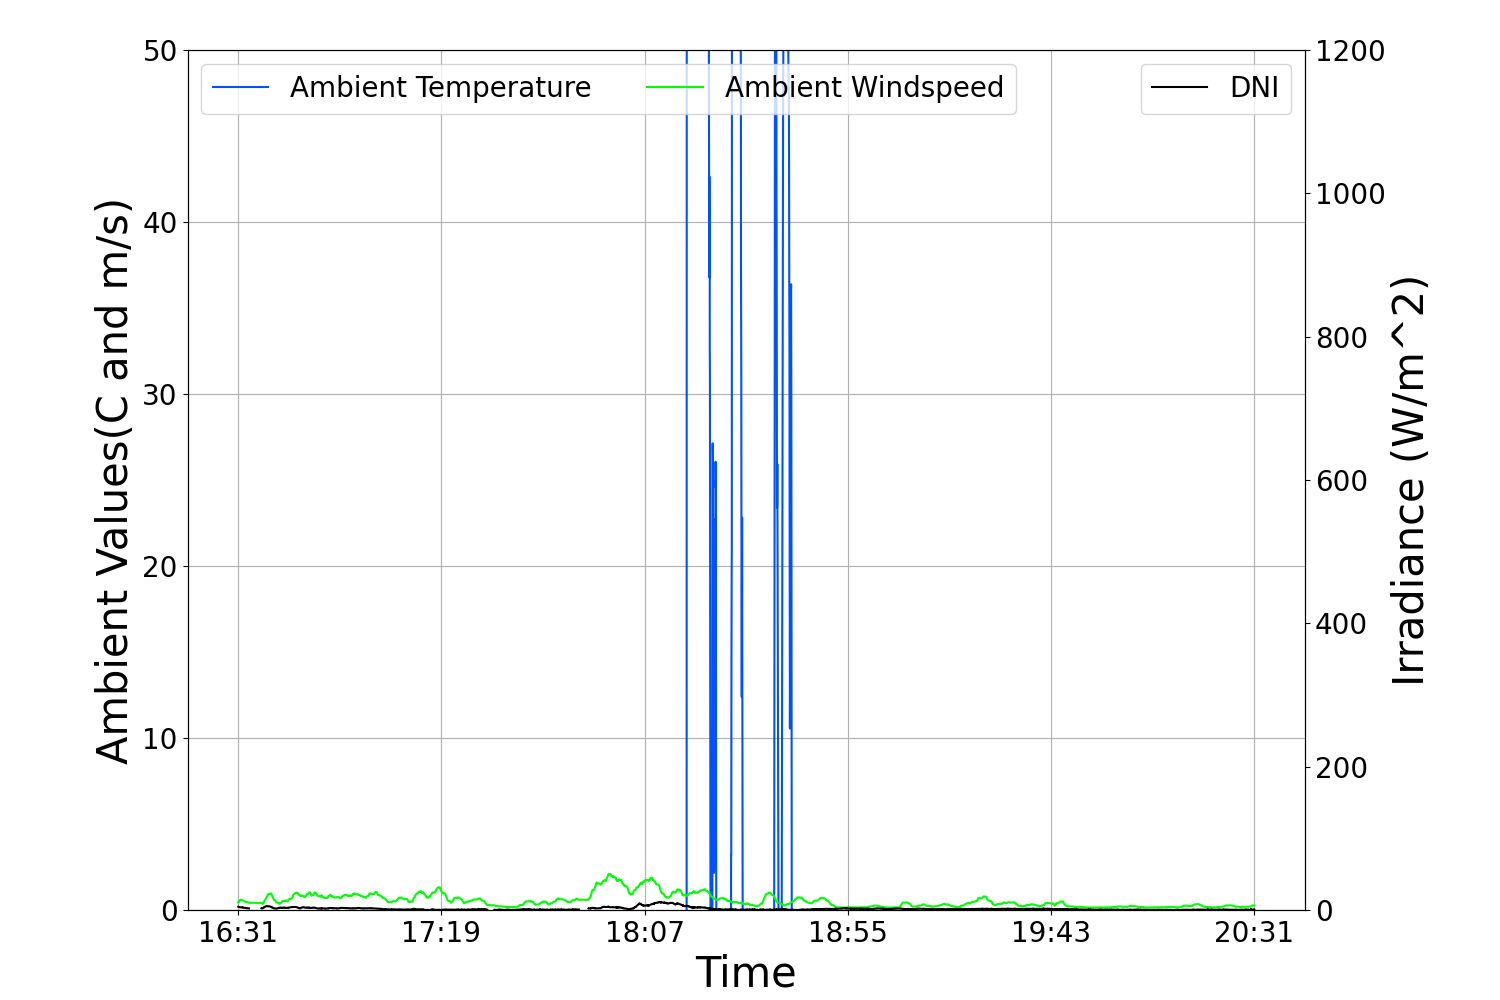 Ambient Temperature Ambient Windspeed DNI
50
40
30
20
10
0
Ambient Values(C and m/s)
1200
1000
800
600
400
200
0
Irradiance (W/m^2)
16:31 17:19 18:07 18:55 19:43 20:31
Time